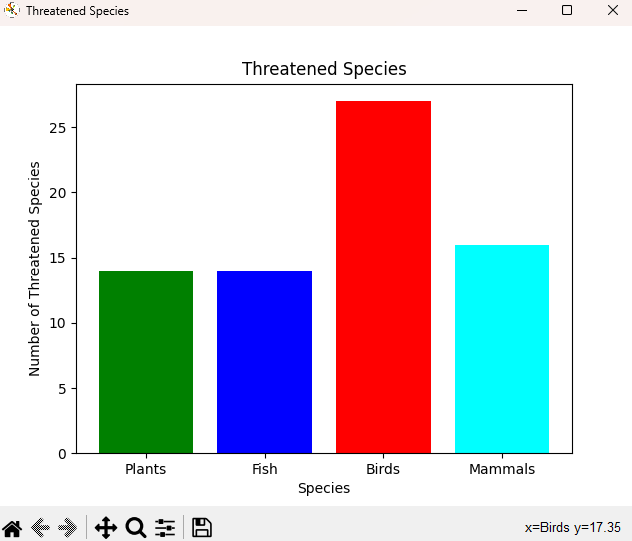 Threatened Species
Threatened Species
Number of Threatened Species
25
20
15
10
5
0
Plants Fish Birds Mammals
Species
x=Birds y=17.35